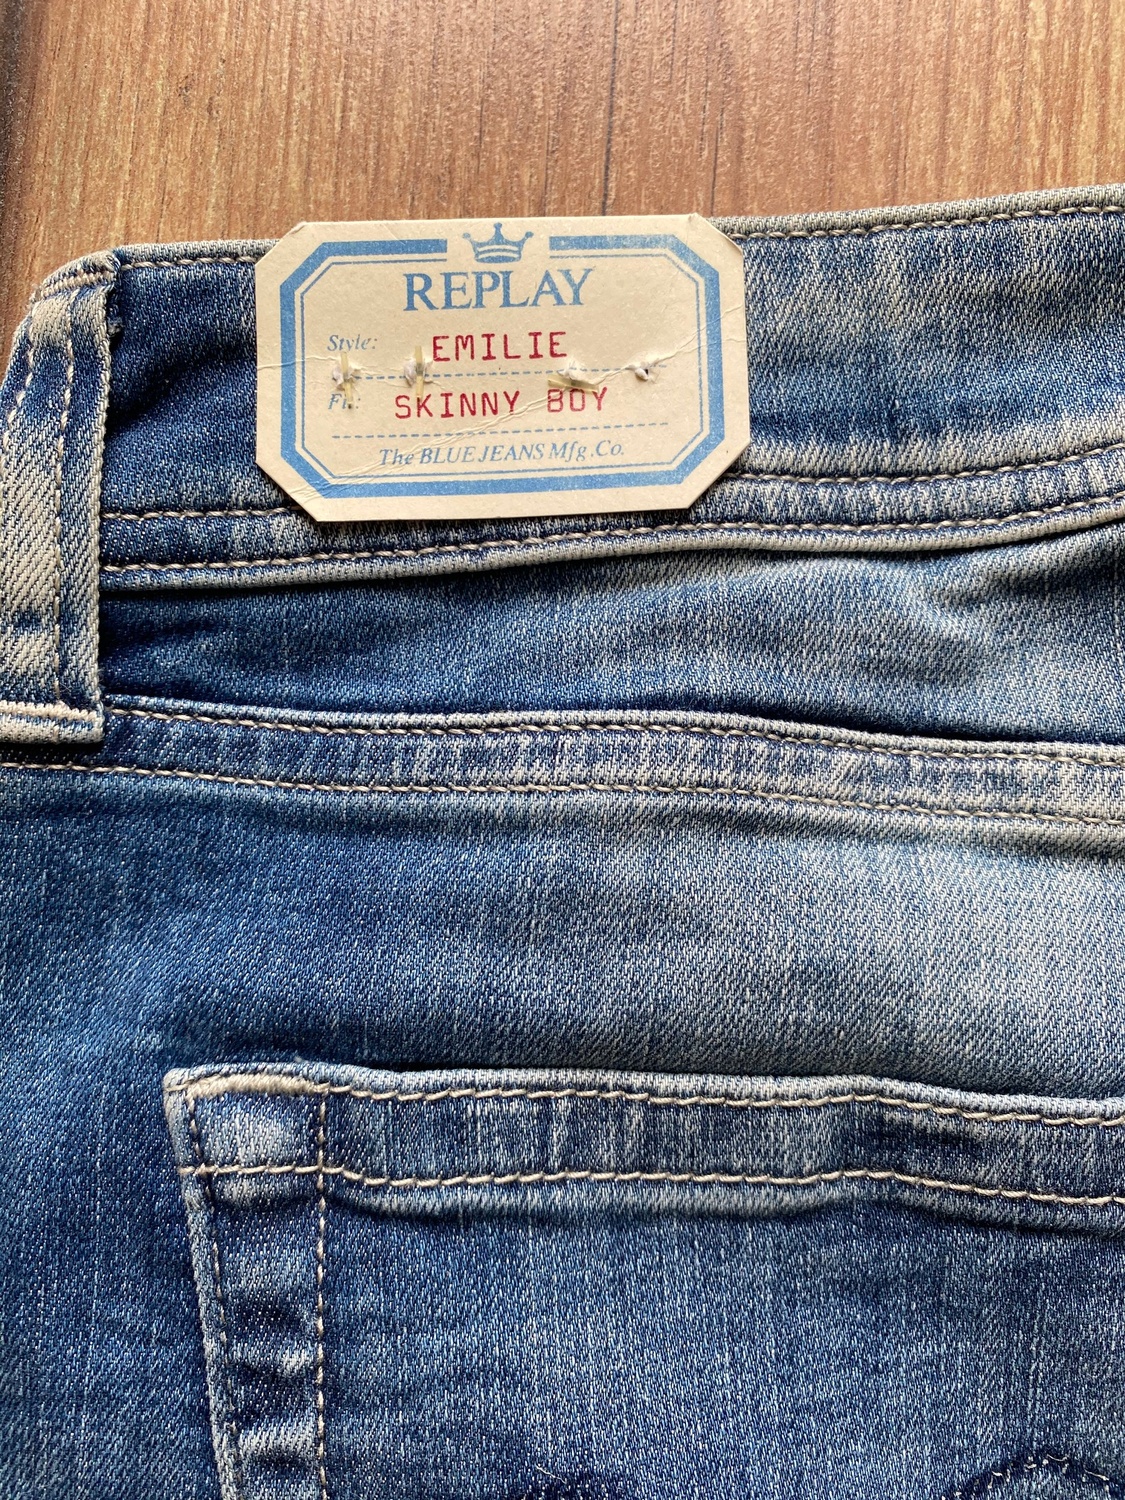 REPLAY
Style: EMILIE
Fit: SKINNY BOY
The BLUE JEANS Mfg.Co.